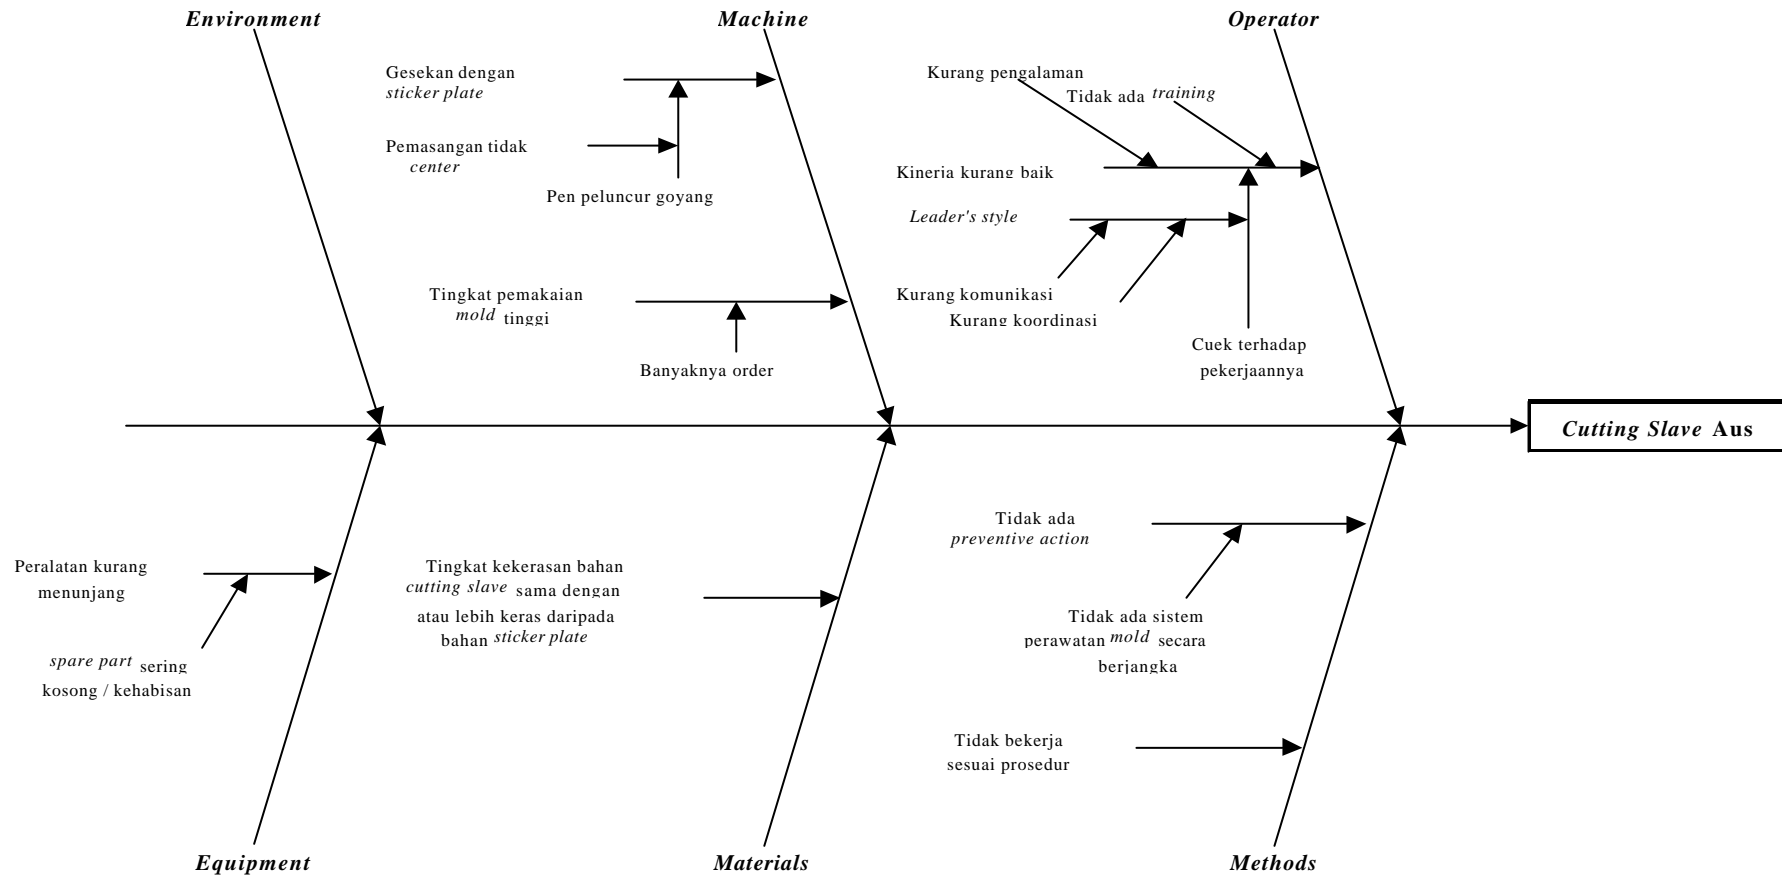 Environment
Machine
Operator
Gesekan dengan
sticker plate
Pemasangan tidak
center
Pen peluncur goyang
Tingkat pemakaian
mold tinggi
Banyaknya order
Kurang pengalaman
Tidak ada training
Kinerja kurang baik
Leader's style
Kurang komunikasi
Kurang koordinasi
Cuek terhadap
pekerjaannya
Cutting Slave Aus
Peralatan kurang
menunjang
spare part sering
kosong / kehabisan
Tingkat kekerasan bahan
cutting slave sama dengan
atau lebih keras daripada
bahan sticker plate
Tidak ada
preventive action
Tidak ada sistem
perawatan mold secara
berjangka
Tidak bekerja
sesuai prosedur
Equipment
Materials
Methods